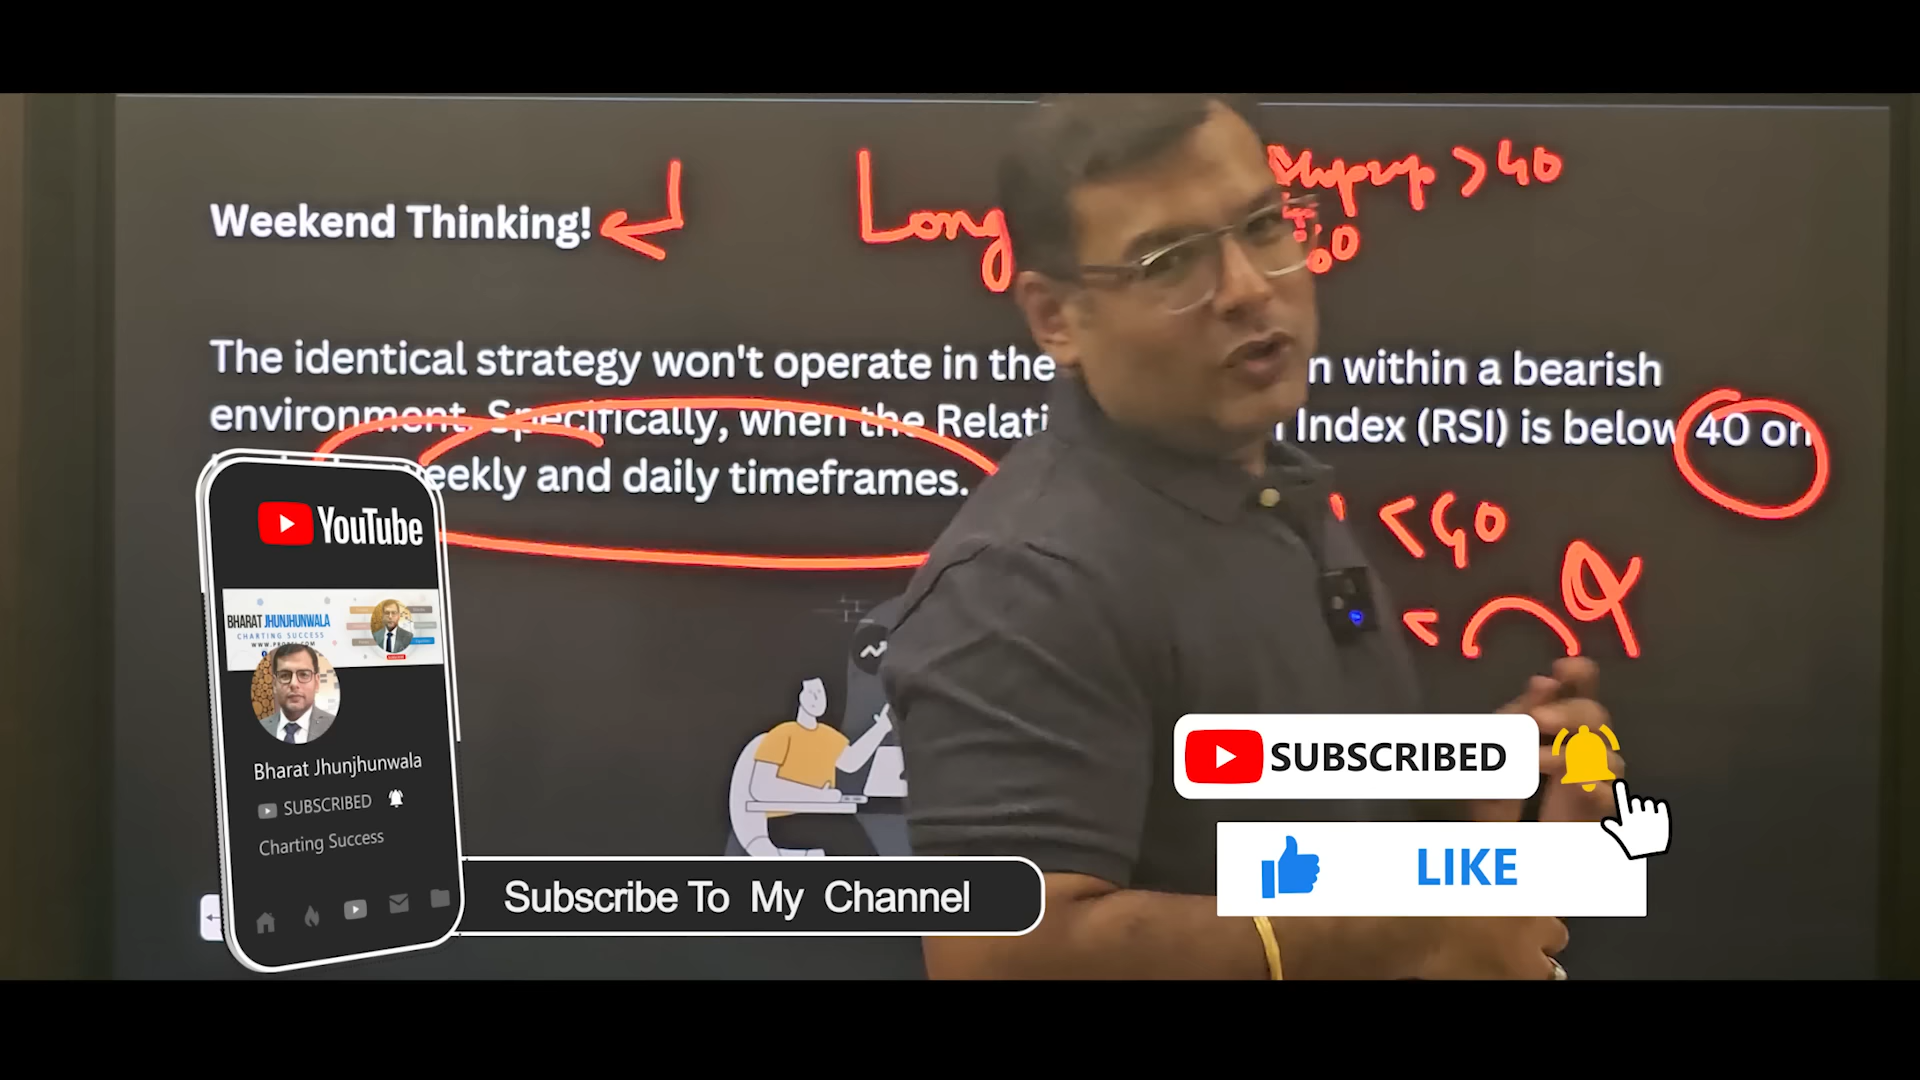 Weekend Thinking!
Long
>40
60
The identical strategy won't operate in the n within a bearish
environment. Specifically, when the Relati Index (RSI) is below 40 on
eekly and daily timeframes.
<40
<
YouTube
BHARAT JHUNJHUNWALA
CHARTING SUCCESS
Bharat Jhunjhunwala
SUBSCRIBED
Charting Success
Subscribe To My Channel
SUBSCRIBED
LIKE